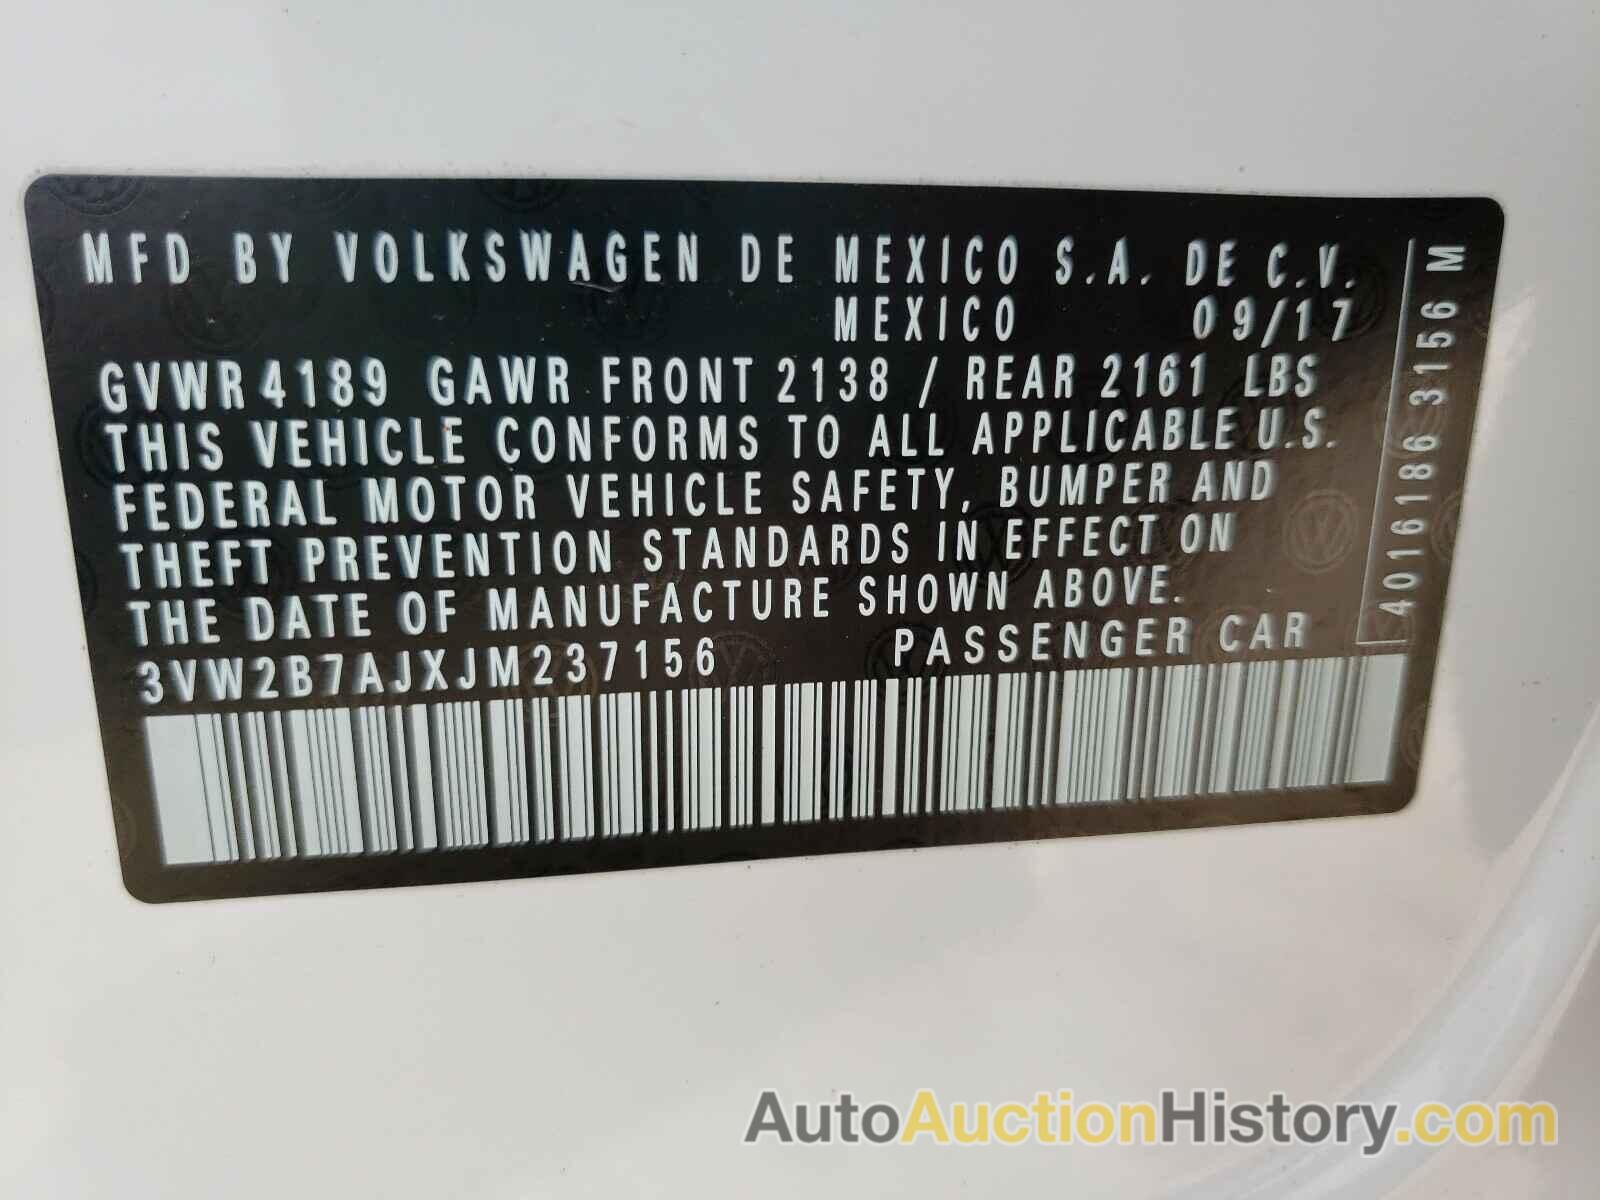 MFD BY VOLKSWAGEN DE MEXICO S.A. DE C.V.
MEXICO 09/17
GVWR 4189 GAWR FRONT 2138 / REAR 2161 LBS
THIS VEHICLE CONFORMS TO ALL APPLICABLE U.S.
FEDERAL MOTOR VEHICLE SAFETY, BUMPER AND
THEFT PREVENTION STANDARDS IN EFFECT ON
THE DATE OF MANUFACTURE SHOWN ABOVE.
3VW2B7AJXJM237156 PASSENGER CAR
4016186 3156 M
AutoAuctionHistory.com